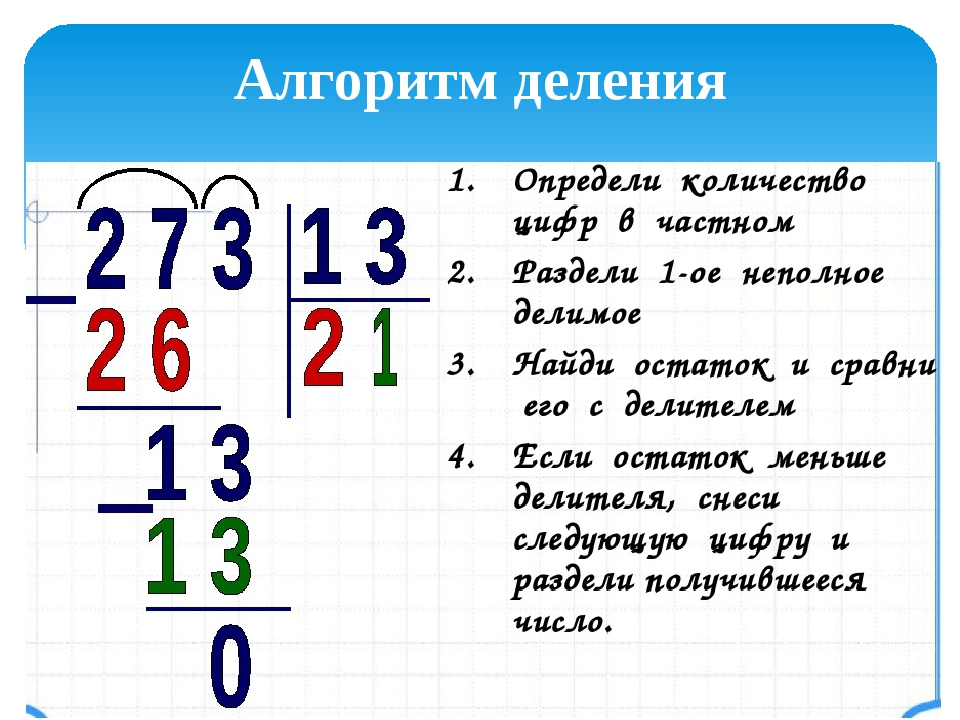 Алгоритм деления
273 13
26 21
13
13
0
1. Определи количество
цифр в частном
2. Раздели 1-ое неполное
делимое
3. Найди остаток и сравни
его с делителем
4. Если остаток меньше
делителя, снеси
следующую цифру и
раздели получившееся
число.